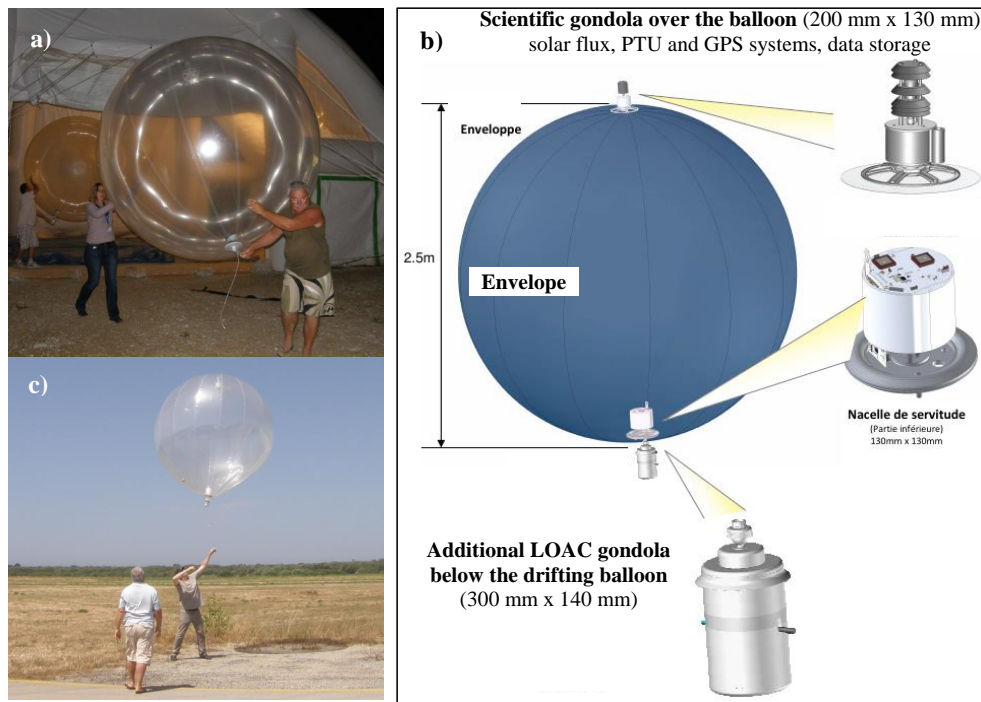 a)
b)
Scientific gondola over the balloon (200 mm x 130 mm)
solar flux, PTU and GPS systems, data storage
Enveloppe
2.5m
Envelope
Nacelle de servitude
(Partie inférieure)
130mm x 130mm
c)
Additional LOAC gondola
below the drifting balloon
(300 mm x 140 mm)